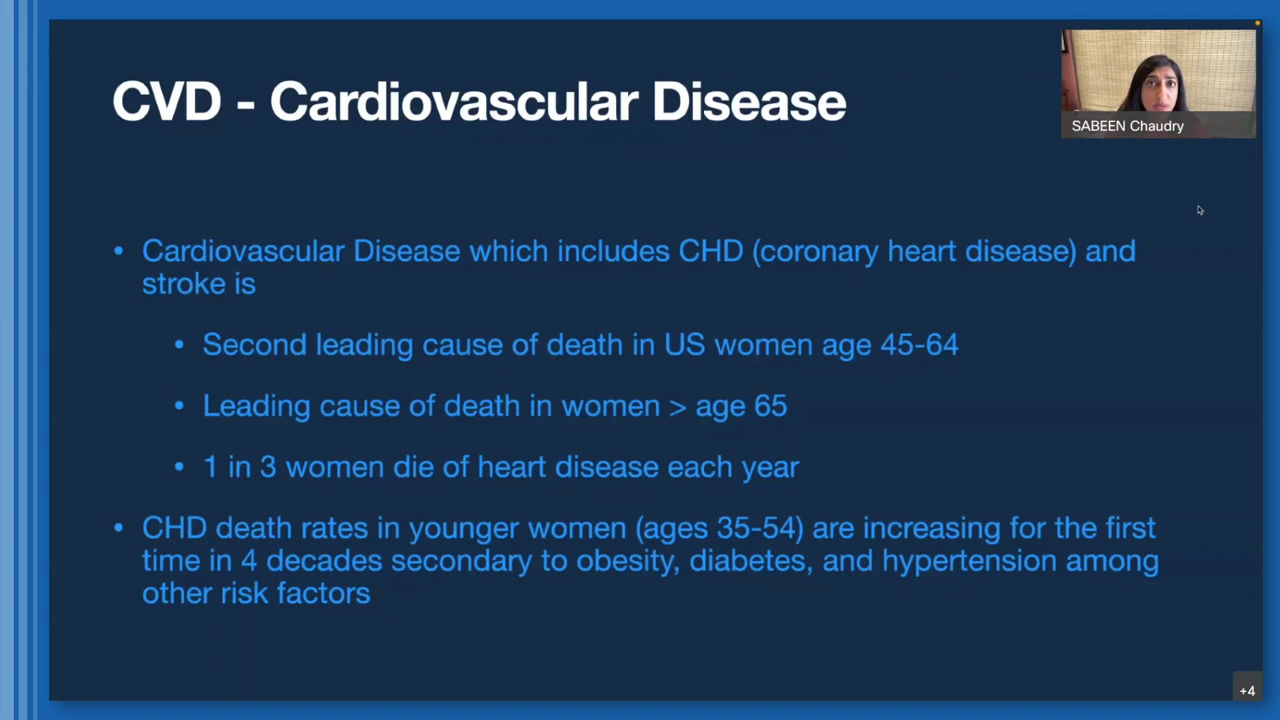 CVD - Cardiovascular Disease
SABEEN Chaudry
• Cardiovascular Disease which includes CHD (coronary heart disease) and
stroke is
• Second leading cause of death in US women age 45-64
• Leading cause of death in women > age 65
• 1 in 3 women die of heart disease each year
• CHD death rates in younger women (ages 35-54) are increasing for the first
time in 4 decades secondary to obesity, diabetes, and hypertension among
other risk factors
+4